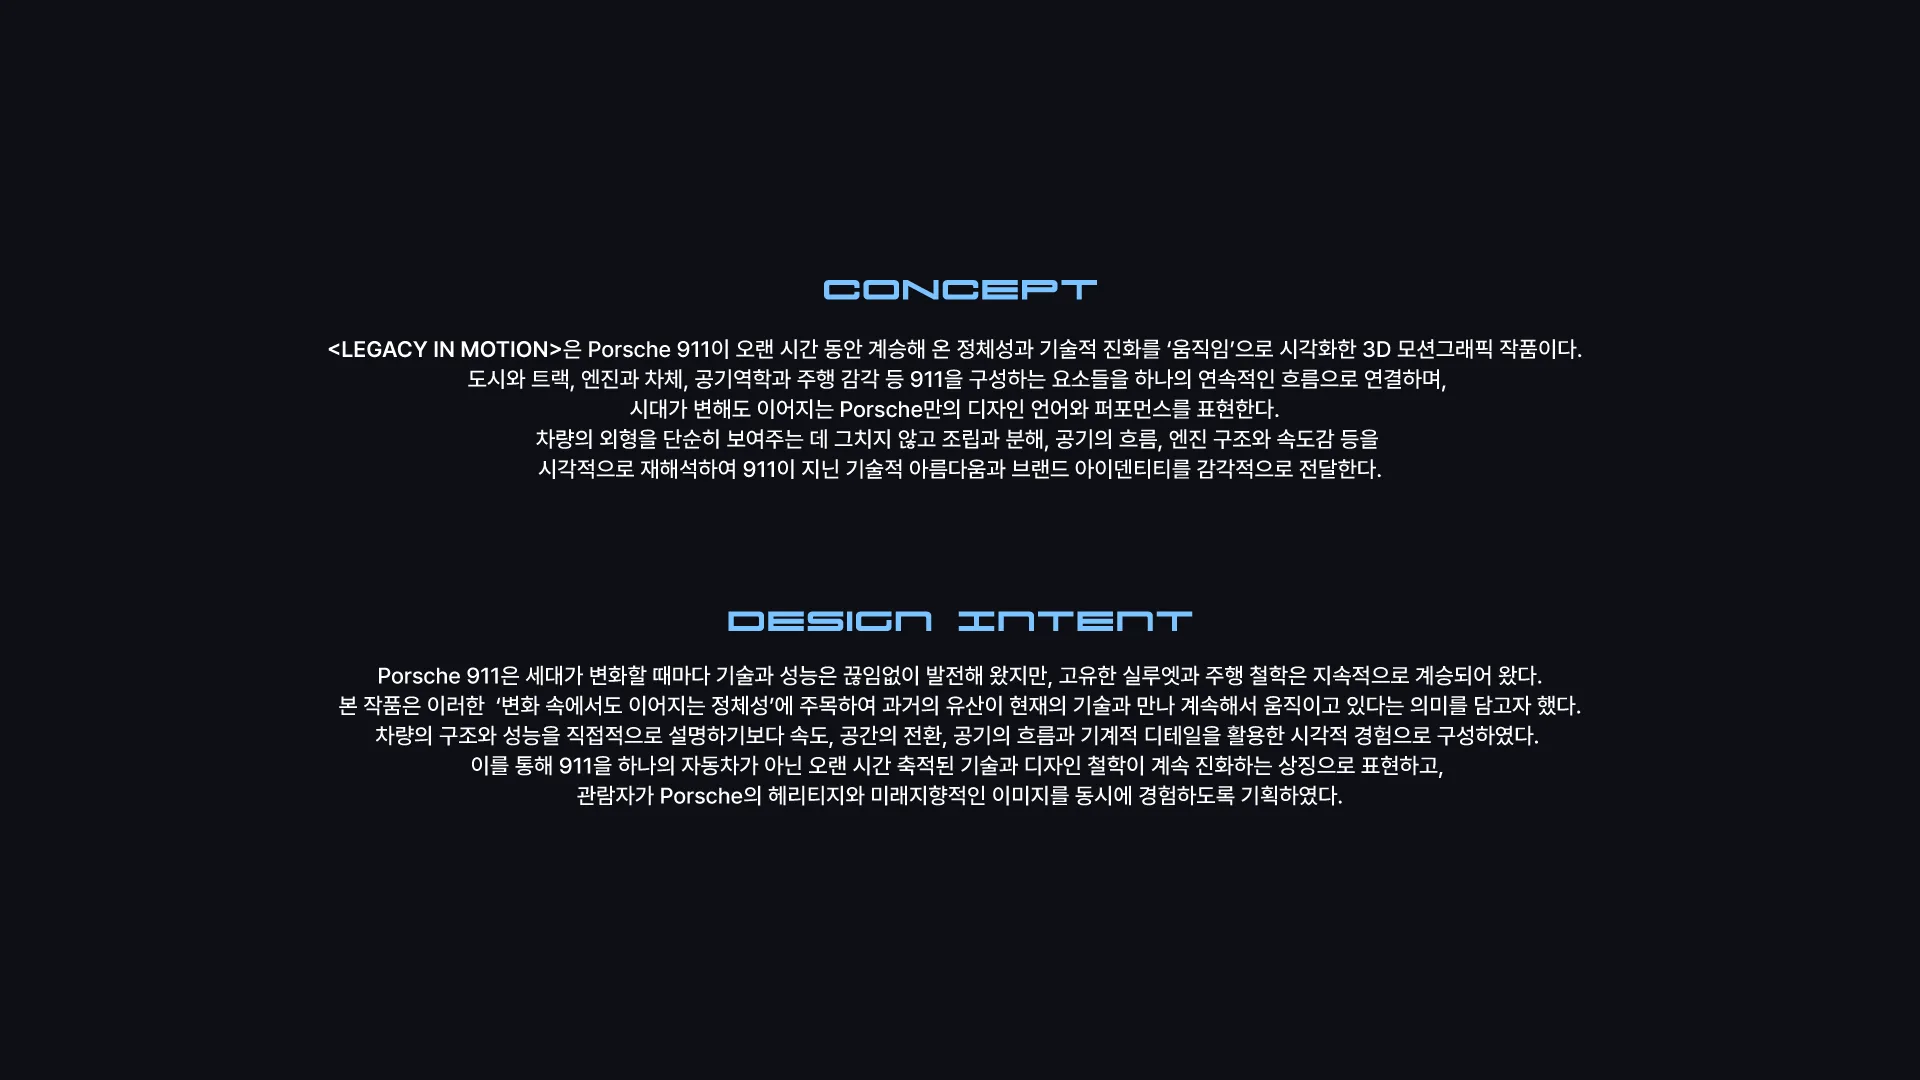 CONCEPT
<LEGACY IN MOTION>은 Porsche 911이 오랜 시간 동안 계승해 온 정체성과 기술적 진화를 ‘움직임’으로 시각화한 3D 모션그래픽 작품이다.
도시와 트랙, 엔진과 차체, 공기역학과 주행 감각 등 911을 구성하는 요소들을 하나의 연속적인 흐름으로 연결하며,
시대가 변해도 이어지는 Porsche만의 디자인 언어와 퍼포먼스를 표현한다.
차량의 외형을 단순히 보여주는 데 그치지 않고 조립과 분해, 공기의 흐름, 엔진 구조와 속도감 등을
시각적으로 재해석하여 911이 지닌 기술적 아름다움과 브랜드 아이덴티티를 감각적으로 전달한다.
DESIGN INTENT
Porsche 911은 세대가 변화할 때마다 기술과 성능은 끊임없이 발전해 왔지만, 고유한 실루엣과 주행 철학은 지속적으로 계승되어 왔다.
본 작품은 이러한  ‘변화 속에서도 이어지는 정체성’에 주목하여 과거의 유산이 현재의 기술과 만나 계속해서 움직이고 있다는 의미를 담고자 했다.
차량의 구조와 성능을 직접적으로 설명하기보다 속도, 공간의 전환, 공기의 흐름과 기계적 디테일을 활용한 시각적 경험으로 구성하였다.
이를 통해 911을 하나의 자동차가 아닌 오랜 시간 축적된 기술과 디자인 철학이 계속 진화하는 상징으로 표현하고,
관람자가 Porsche의 헤리티지와 미래지향적인 이미지를 동시에 경험하도록 기획하였다.